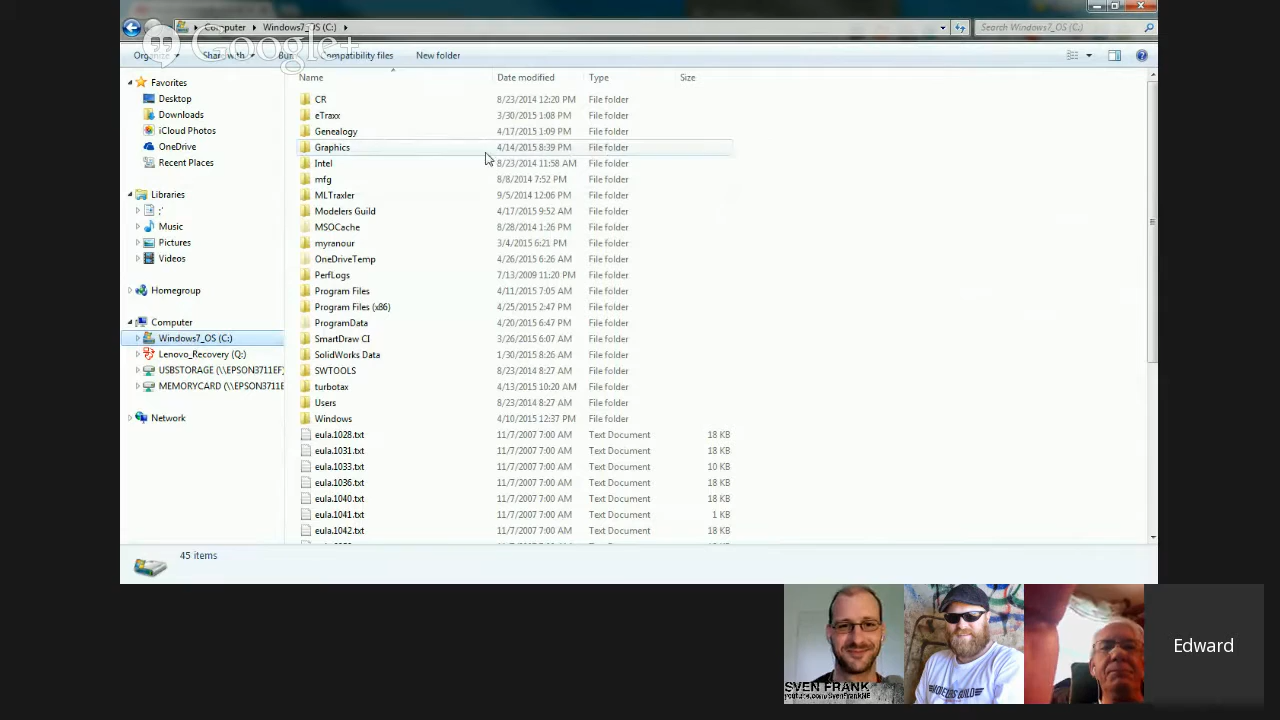 Computer Windows7_OS (C:) Search Windows7_OS (C:)
Google+
Organize Share with Burn Compatibility files New folder
Name Date modified Type Size
Favorites
Desktop
Downloads
iCloud Photos
OneDrive
Recent Places
Libraries
;'
Music
Pictures
Videos
Homegroup
Computer
Windows7_OS (C:)
Lenovo_Recovery (Q:)
USBSTORAGE (\\EPSON3711EF)
MEMORYCARD (\\EPSON3711E
Network
CR 8/23/2014 12:20 PM File folder
eTraxx 3/30/2015 1:08 PM File folder
Genealogy 4/17/2015 1:09 PM File folder
Graphics 4/14/2015 8:39 PM File folder
Intel 8/23/2014 11:58 AM File folder
mfg 8/8/2014 7:52 PM File folder
MLTraxler 9/5/2014 12:06 PM File folder
Modelers Guild 4/17/2015 9:52 AM File folder
MSOCache 8/28/2014 1:26 PM File folder
myranour 3/4/2015 6:21 PM File folder
OneDriveTemp 4/26/2015 6:26 AM File folder
PerfLogs 7/13/2009 11:20 PM File folder
Program Files 4/11/2015 7:05 AM File folder
Program Files (x86) 4/25/2015 2:47 PM File folder
ProgramData 4/20/2015 6:47 PM File folder
SmartDraw CI 3/26/2015 6:07 AM File folder
SolidWorks Data 1/30/2015 8:26 AM File folder
SWTOOLS 8/23/2014 8:27 AM File folder
turbotax 4/13/2015 10:20 AM File folder
Users 8/23/2014 8:27 AM File folder
Windows 4/10/2015 12:37 PM File folder
eula.1028.txt 11/7/2007 7:00 AM Text Document 18 KB
eula.1031.txt 11/7/2007 7:00 AM Text Document 18 KB
eula.1033.txt 11/7/2007 7:00 AM Text Document 10 KB
eula.1036.txt 11/7/2007 7:00 AM Text Document 18 KB
eula.1040.txt 11/7/2007 7:00 AM Text Document 18 KB
eula.1041.txt 11/7/2007 7:00 AM Text Document 1 KB
eula.1042.txt 11/7/2007 7:00 AM Text Document 18 KB
45 items
SVEN FRANK
youtube.com/SvenFrankNE
MODELERS GUILD
Edward